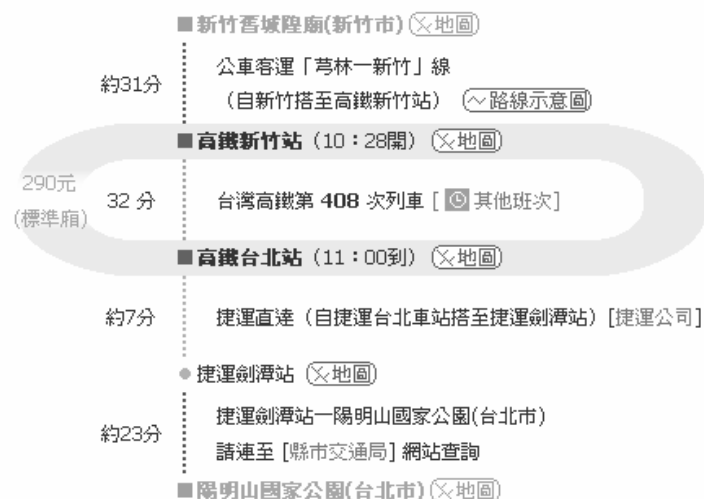 ■新竹舊城隍廟(新竹市) 地圖
約31分
公車客運「芎林—新竹」線
(自新竹搭至高鐵新竹站) 路線示意圖
■高鐵新竹站 (10:28開) 地圖
290元
(標準廂)
32 分
台灣高鐵第 408 次列車 [ 其他班次]
■高鐵台北站 (11:00到) 地圖
約7分
捷運直達 (自捷運台北車站搭至捷運劍潭站) [捷運公司]
●捷運劍潭站 地圖
約23分
捷運劍潭站—陽明山國家公園(台北市)
請連至 [縣市交通局] 網站查詢
■陽明山國家公園(台北市) 地圖